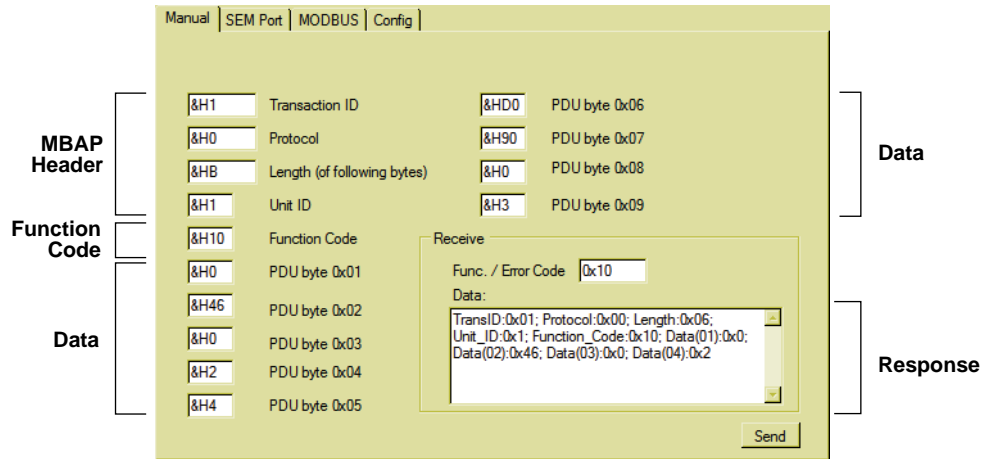 Manual SEM Port MODBUS Config
MBAP
Header
&H1 Transaction ID
&H0 Protocol
&HB Length (of following bytes)
&H1 Unit ID
Function
Code
&H10 Function Code
Data
&H0 PDU byte 0x01
&H46 PDU byte 0x02
&H0 PDU byte 0x03
&H2 PDU byte 0x04
&H4 PDU byte 0x05
&HD0 PDU byte 0x06
&H90 PDU byte 0x07
&H0 PDU byte 0x08
&H3 PDU byte 0x09
Data
Receive
Func. / Error Code 0x10
Data:
TransID:0x01; Protocol:0x00; Length:0x06;
Unit_ID:0x1; Function_Code:0x10; Data(01):0x0;
Data(02):0x46; Data(03):0x0; Data(04):0x2
Response
Send